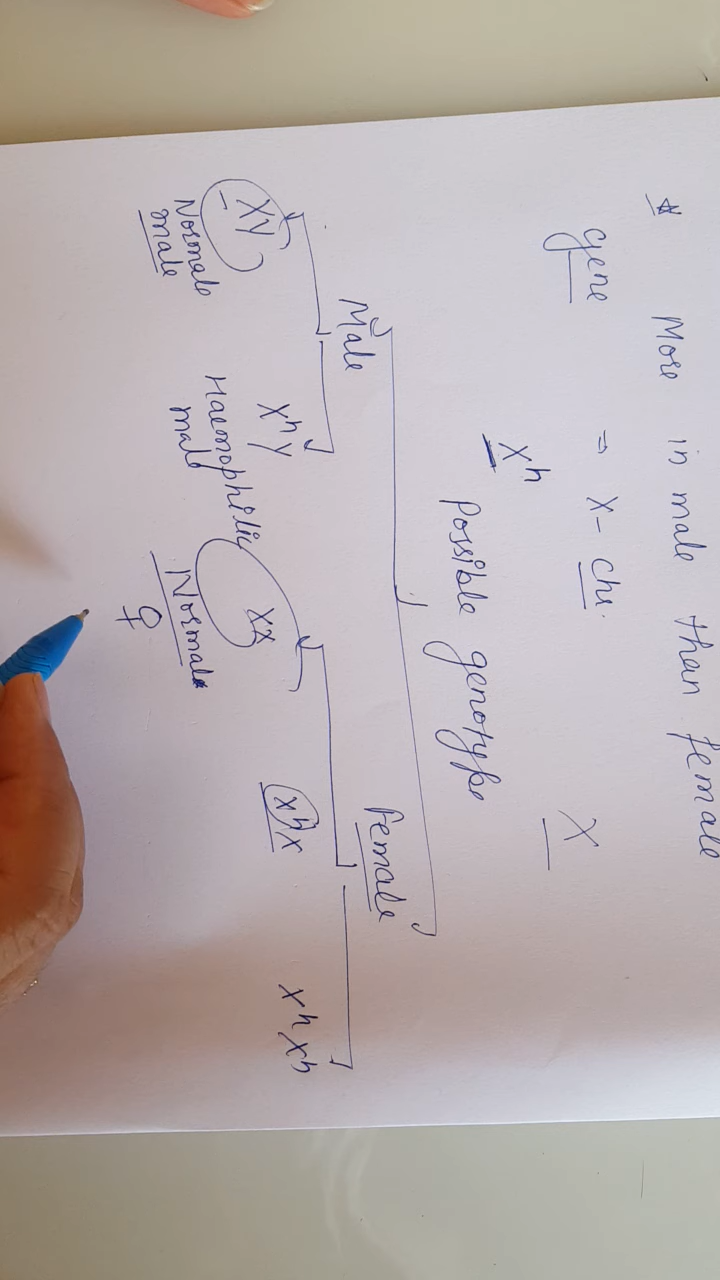 ☆ More in male than female
gene = X - chr.
X^h X
Possible genotype
Male Female
XY X^hY XX X^hX X^hX^h
Normal male Haemophilic male Normal ♀